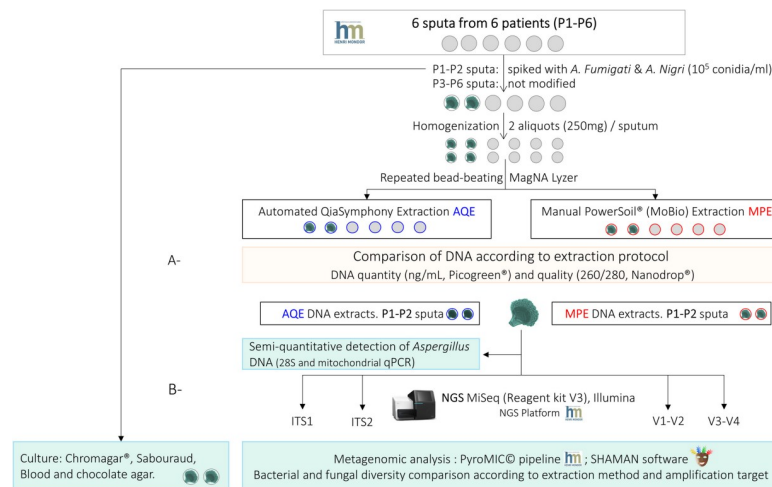 hm
HENRI MONDOR
6 sputa from 6 patients (P1-P6)
P1-P2 sputa: spiked with A. Fumigati & A. Nigri (10⁵ conidia/ml)
P3-P6 sputa: not modified
Homogenization 2 aliquots (250mg) / sputum
Repeated bead-beating MagNA Lyzer
Automated QiaSymphony Extraction AQE
Manual PowerSoil® (MoBio) Extraction MPE
A-
Comparison of DNA according to extraction protocol
DNA quantity (ng/mL, Picogreen®) and quality (260/280, Nanodrop®)
AQE DNA extracts. P1-P2 sputa
MPE DNA extracts. P1-P2 sputa
Semi-quantitative detection of Aspergillus
DNA (28S and mitochondrial qPCR)
B-
NGS MiSeq (Reagent kit V3), Illumina
NGS Platform hm
ITS1
ITS2
V1-V2
V3-V4
Culture: Chromagar®, Sabouraud,
Blood and chocolate agar.
Metagenomic analysis : PyroMIC© pipeline hm ; SHAMAN software
Bacterial and fungal diversity comparison according to extraction method and amplification target